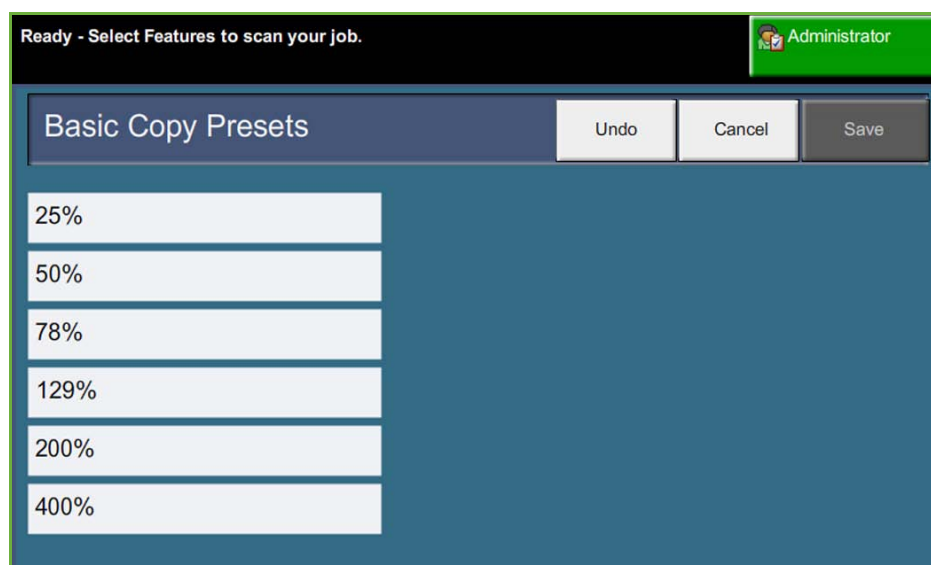 Ready - Select Features to scan your job.
Administrator
Basic Copy Presets
Undo
Cancel
Save
25%
50%
78%
129%
200%
400%